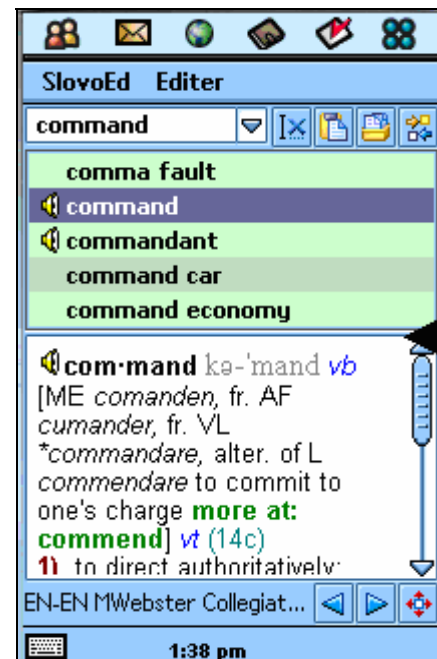 SlovoEd Editer
command
comma fault
command
commandant
command car
command economy
com·mand kə-ˈmand vb
[ME comanden, fr. AF
cumander, fr. VL
*commandare, alter. of L
commendare to commit to
one's charge more at:
commend] vt (14c)
1) to direct authoritatively:
EN-EN MWebster Collegiat...
1:38 pm